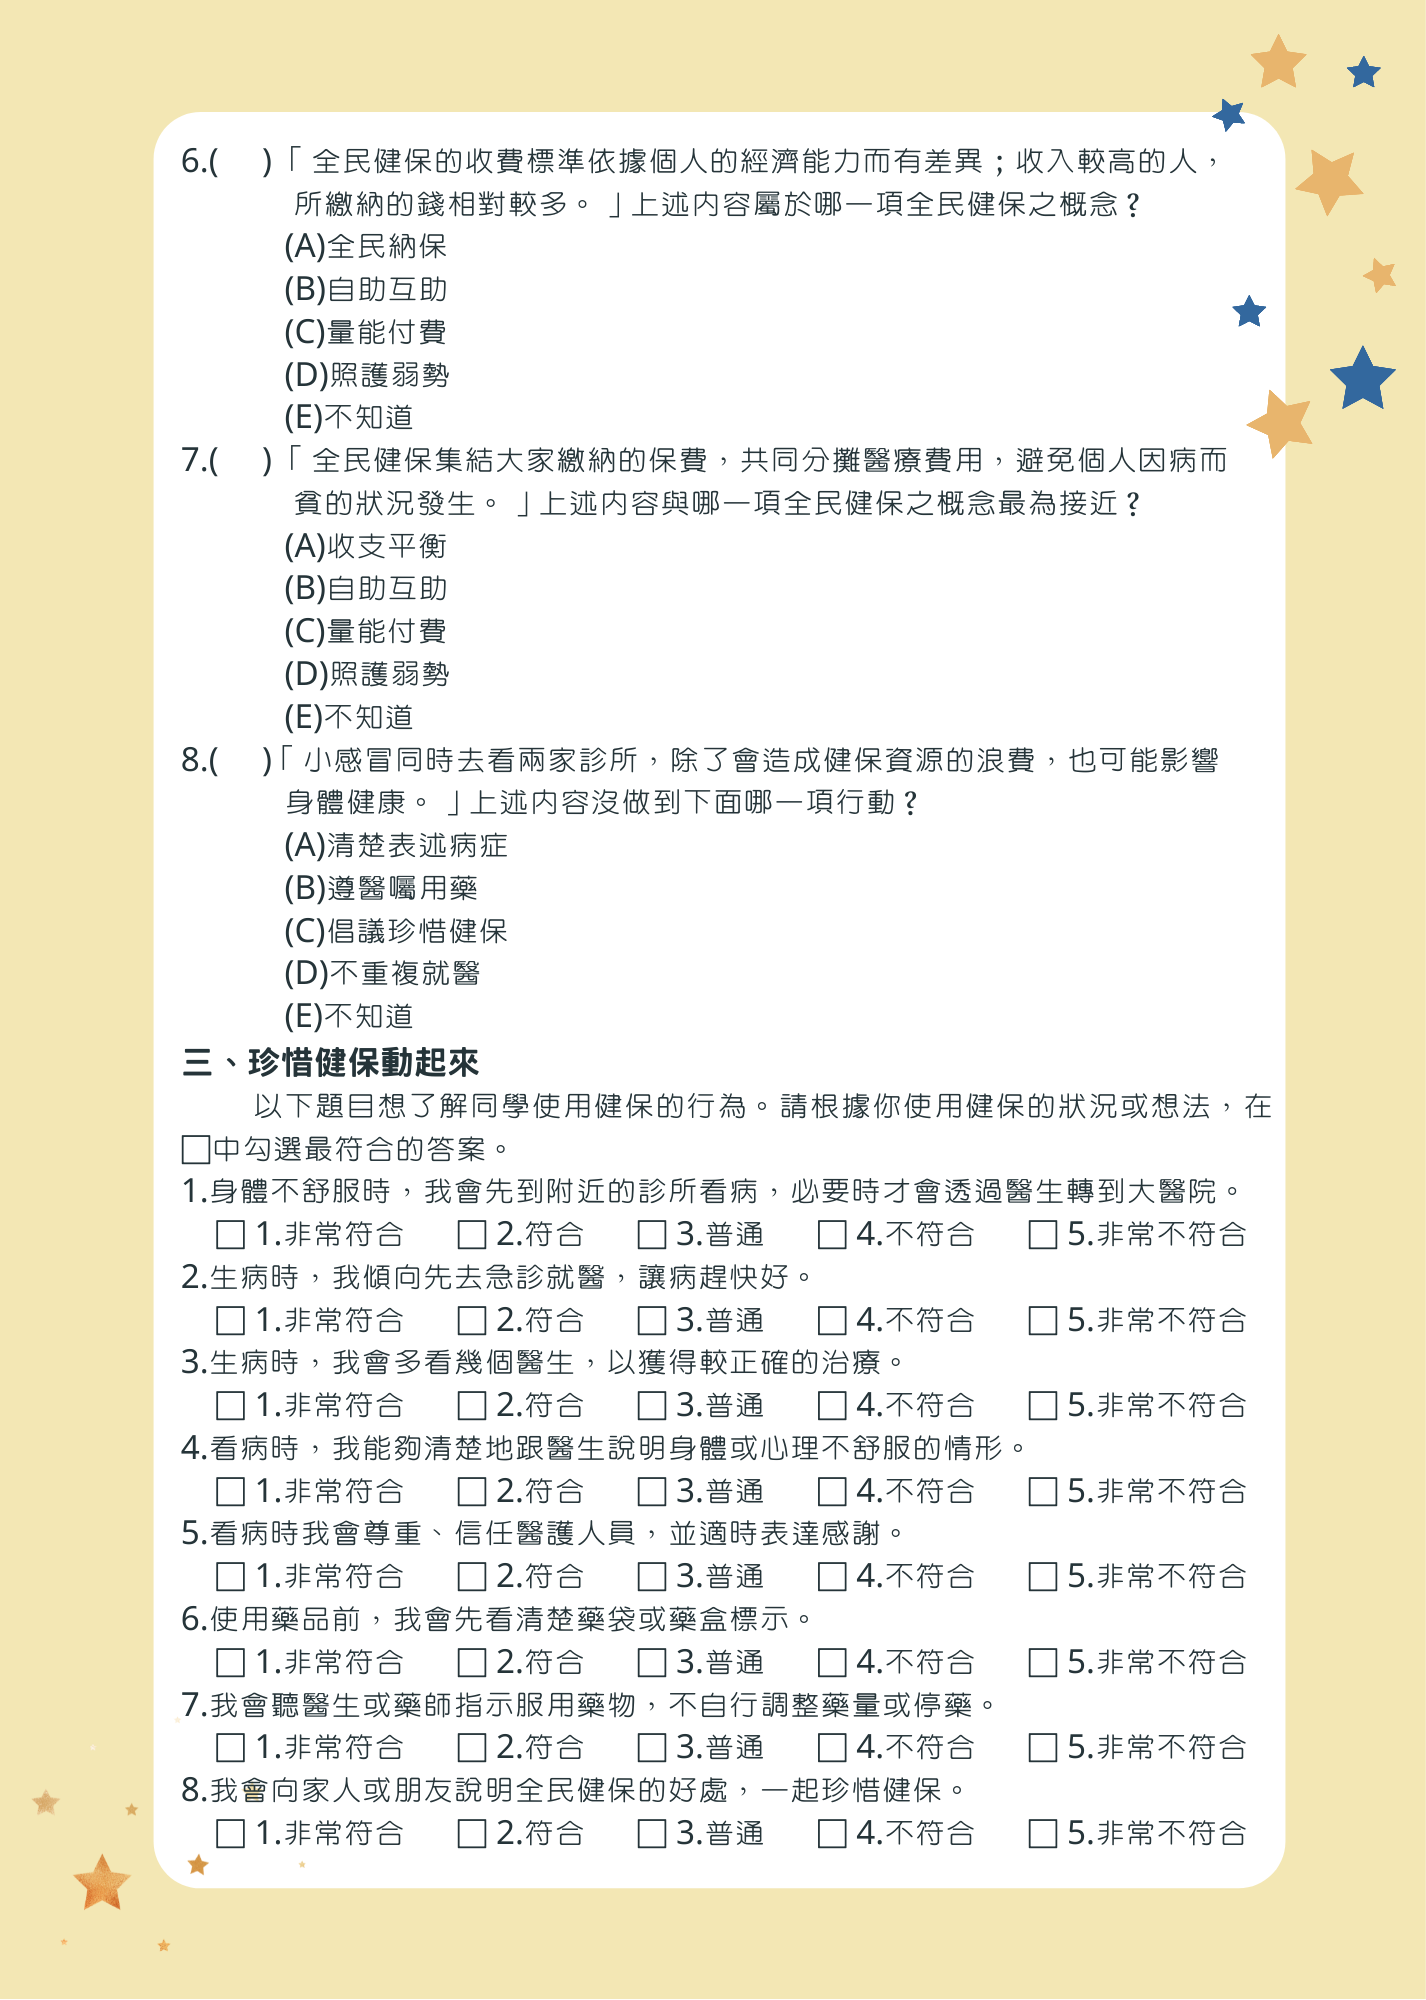 6.( )「 全民健保的收費標準依據個人的經濟能力而有差異；收入較高的人，
所繳納的錢相對較多。 」上述內容屬於哪一項全民健保之概念？
(A)全民納保
(B)自助互助
(C)量能付費
(D)照護弱勢
(E)不知道
7.( )「 全民健保集結大家繳納的保費，共同分攤醫療費用，避免個人因病而
貧的狀況發生。 」上述內容與哪一項全民健保之概念最為接近？
(A)收支平衡
(B)自助互助
(C)量能付費
(D)照護弱勢
(E)不知道
8.( )「 小感冒同時去看兩家診所，除了會造成健保資源的浪費，也可能影響
身體健康。 」上述內容沒做到下面哪一項行動？
(A)清楚表述病症
(B)遵醫囑用藥
(C)倡議珍惜健保
(D)不重複就醫
(E)不知道
三、珍惜健保動起來
以下題目想了解同學使用健保的行為。請根據你使用健保的狀況或想法，在
□中勾選最符合的答案。
1.身體不舒服時，我會先到附近的診所看病，必要時才會透過醫生轉到大醫院。
□ 1.非常符合 □ 2.符合 □ 3.普通 □ 4.不符合 □ 5.非常不符合
2.生病時，我傾向先去急診就醫，讓病趕快好。
□ 1.非常符合 □ 2.符合 □ 3.普通 □ 4.不符合 □ 5.非常不符合
3.生病時，我會多看幾個醫生，以獲得較正確的治療。
□ 1.非常符合 □ 2.符合 □ 3.普通 □ 4.不符合 □ 5.非常不符合
4.看病時，我能夠清楚地跟醫生說明身體或心理不舒服的情形。
□ 1.非常符合 □ 2.符合 □ 3.普通 □ 4.不符合 □ 5.非常不符合
5.看病時我會尊重、信任醫護人員，並適時表達感謝。
□ 1.非常符合 □ 2.符合 □ 3.普通 □ 4.不符合 □ 5.非常不符合
6.使用藥品前，我會先看清楚藥袋或藥盒標示。
□ 1.非常符合 □ 2.符合 □ 3.普通 □ 4.不符合 □ 5.非常不符合
7.我會聽醫生或藥師指示服用藥物，不自行調整藥量或停藥。
□ 1.非常符合 □ 2.符合 □ 3.普通 □ 4.不符合 □ 5.非常不符合
8.我會向家人或朋友說明全民健保的好處，一起珍惜健保。
□ 1.非常符合 □ 2.符合 □ 3.普通 □ 4.不符合 □ 5.非常不符合